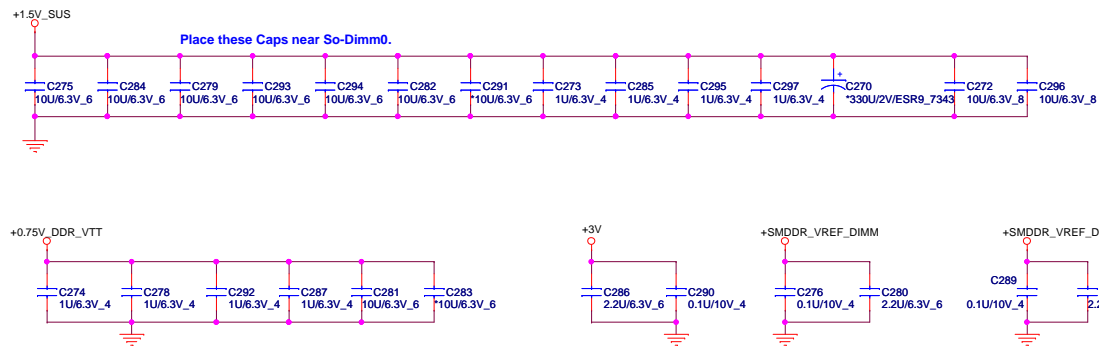 +1.5V_SUS
Place these Caps near So-Dimm0.
C275 C284 C279 C293 C294 C282 C291 C273 C285 C295 C297 C270 C272 C296
10U/6.3V_6 10U/6.3V_6 10U/6.3V_6 10U/6.3V_6 10U/6.3V_6 10U/6.3V_6 *10U/6.3V_6 1U/6.3V_4 1U/6.3V_4 1U/6.3V_4 1U/6.3V_4 *330U/2V/ESR9_7343 10U/6.3V_8 10U/6.3V_8
+0.75V_DDR_VTT +3V +SMDDR_VREF_DIMM +SMDDR_VREF_D
C274 C278 C292 C287 C281 C283 C286 C290 C276 C280 C289
1U/6.3V_4 1U/6.3V_4 1U/6.3V_4 1U/6.3V_4 10U/6.3V_6 *10U/6.3V_6 2.2U/6.3V_6 0.1U/10V_4 0.1U/10V_4 2.2U/6.3V_6 0.1U/10V_4